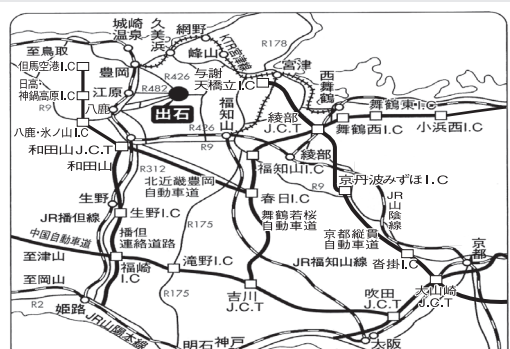 城崎温泉
久美浜
網野
峰山
KTR宮津線
R178
至鳥取
但馬空港I.C
豊岡
R426
与謝天橋立I.C
宮津
西舞鶴
日高神鍋高原I.C
江原
R482
出石
福知山
舞鶴東I.C
R9
八鹿
R426
綾部J.C.T
舞鶴西I.C
小浜西I.C
八鹿・氷ノ山I.C
和田山J.C.T
R9
綾部
和田山
R312
福知山I.C
京丹波みずほI.C
北近畿豊岡自動車道
R9
生野
春日I.C
JR山陰線
JR播但線
生野I.C
R175
舞鶴若桜自動車道
中国自動車道
播但連絡道路
京都縦貫自動車道
京都
至津山
JR福知山線
沓掛I.C
福崎I.C
滝野I.C
至岡山
吉川J.C.T
大山崎J.C.T
R2
R175
吹田J.C.T
姫路
JR山陽本線
明石
神戸
大阪